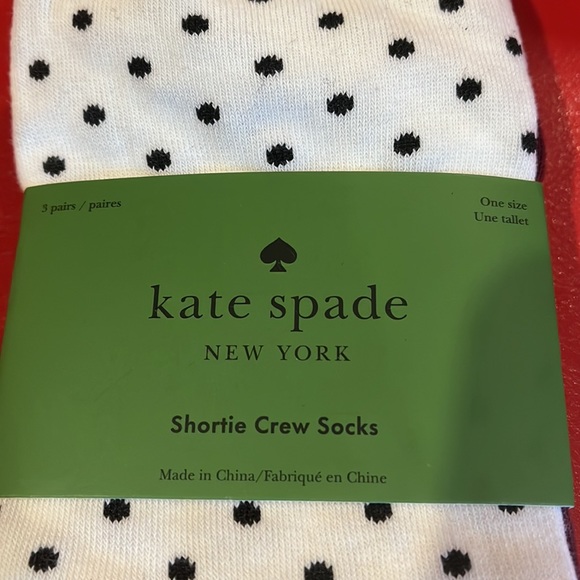 3 pairs / paires
One size
Une tallet
kate spade
NEW YORK
Shortie Crew Socks
Made in China/Fabriqué en Chine